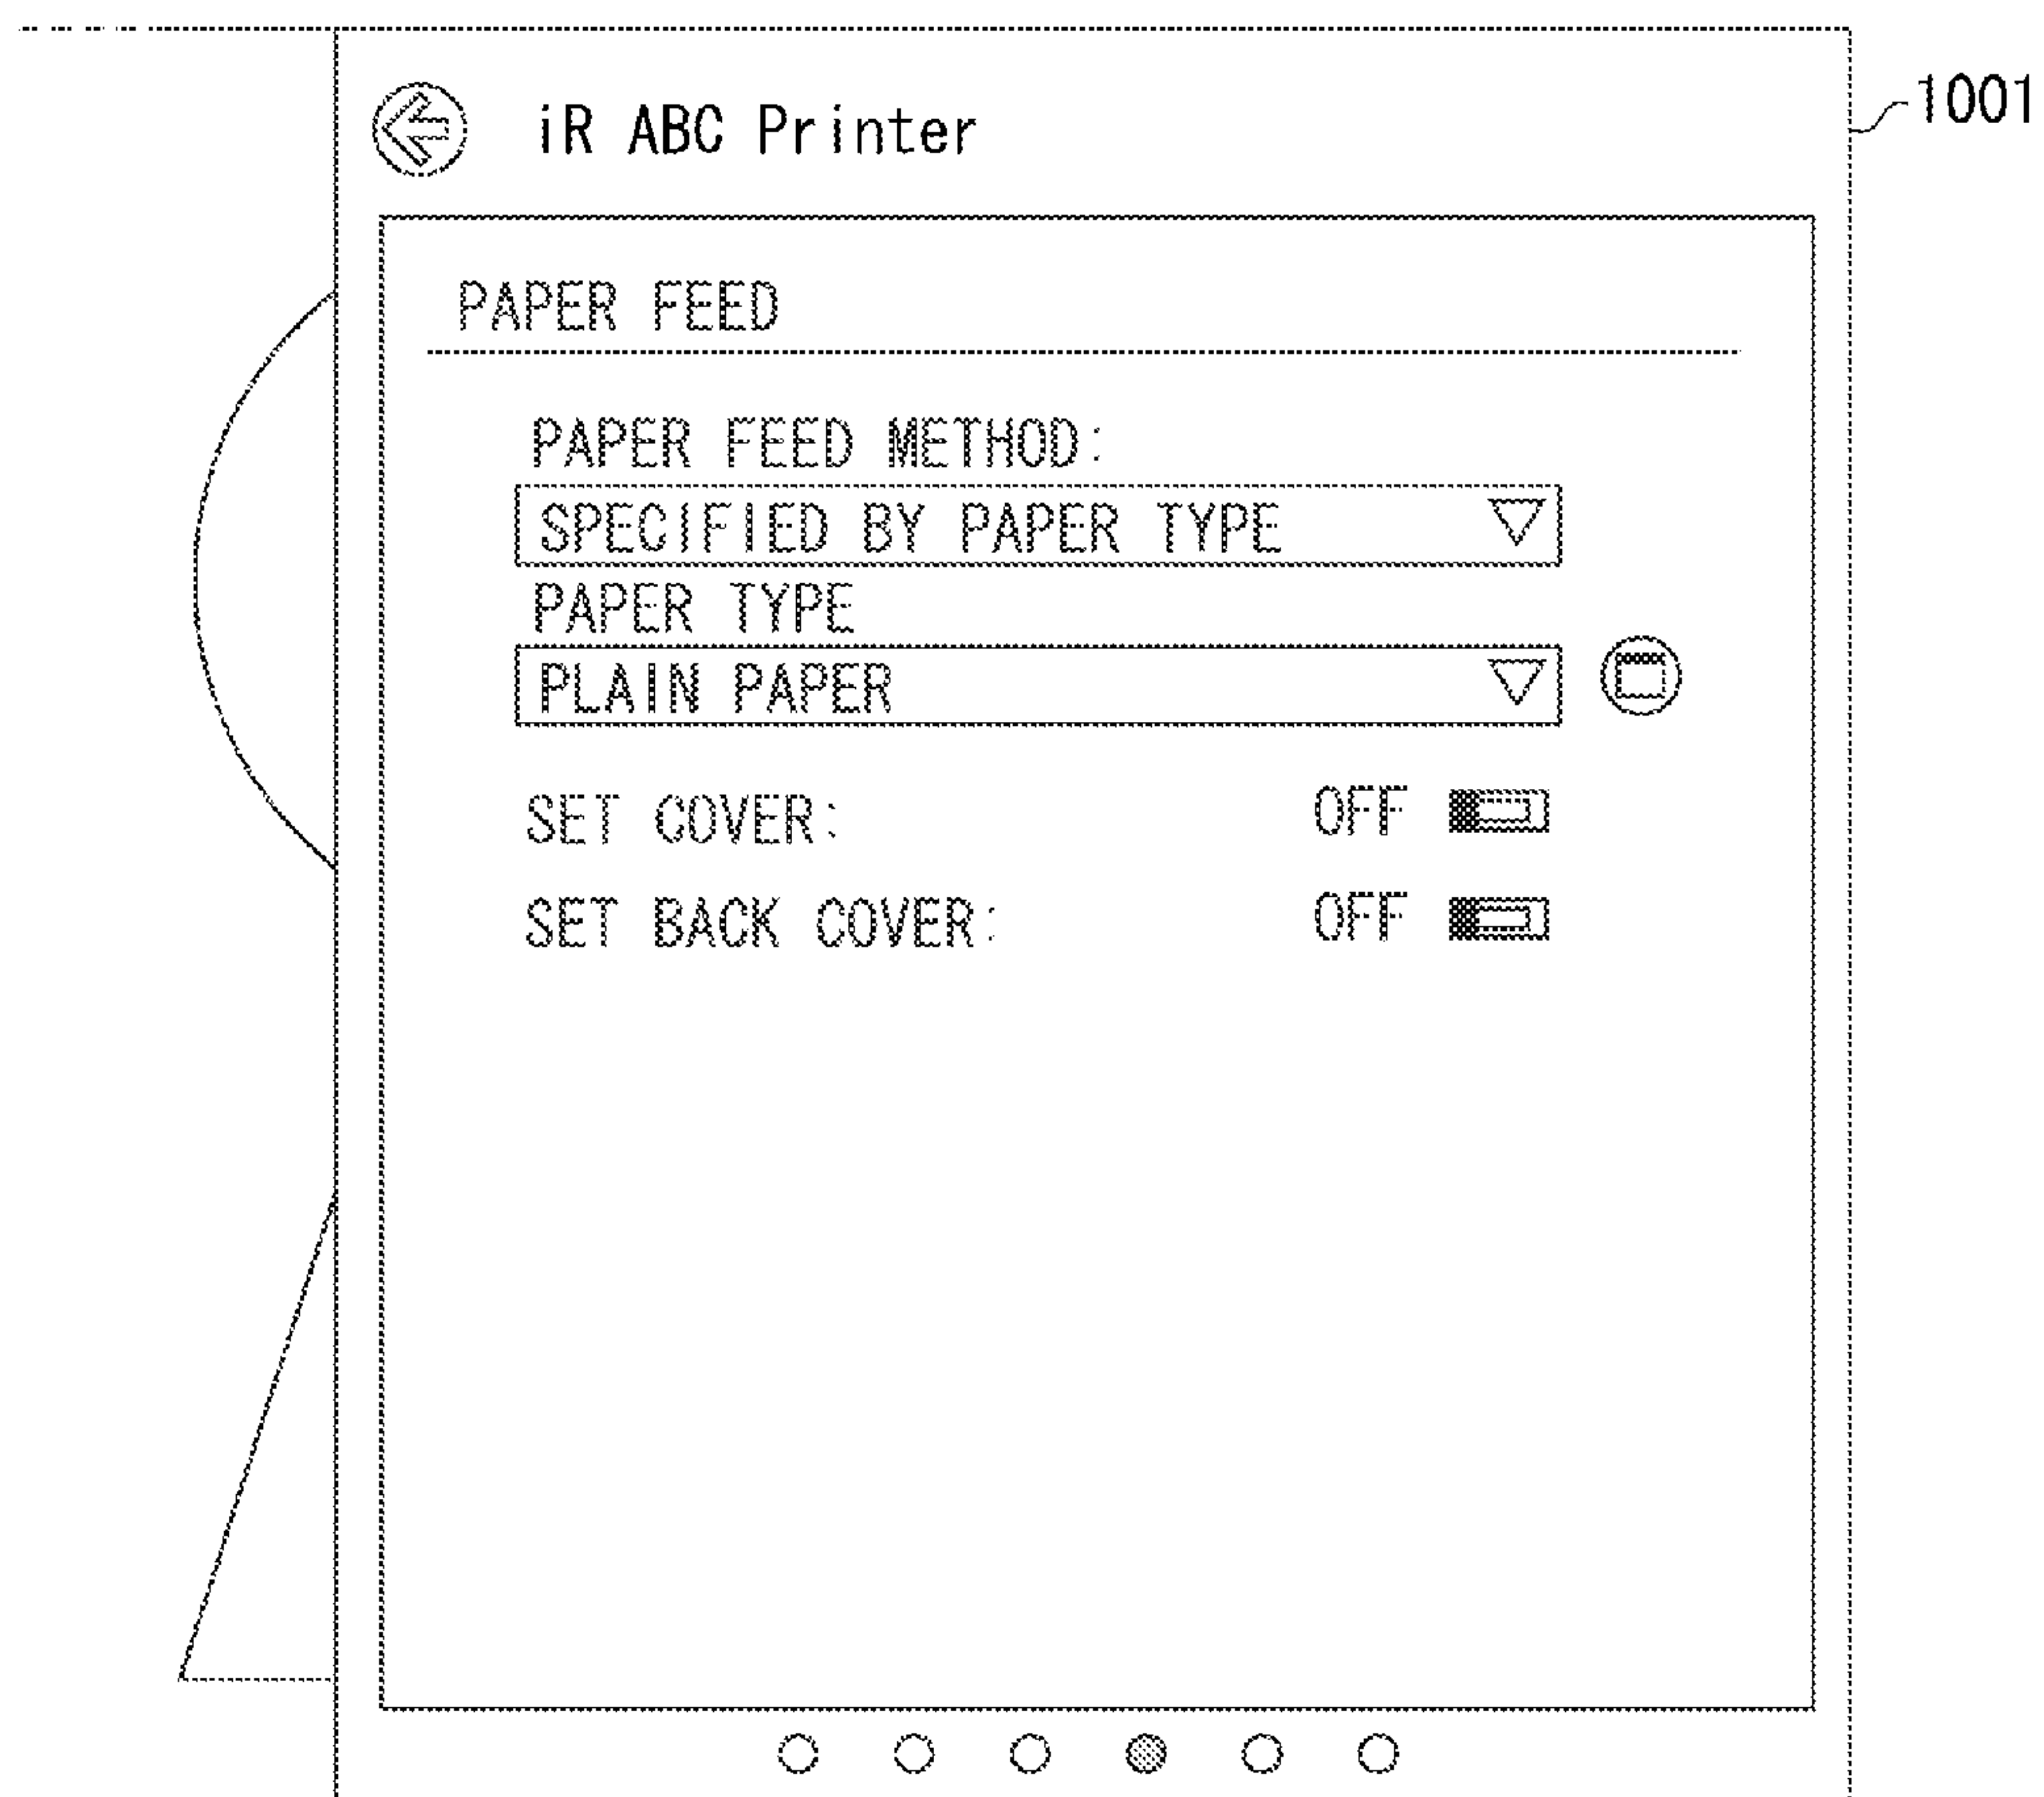 1001
iR ABC Printer
PAPER FEED
PAPER FEED METHOD:
SPECIFIED BY PAPER TYPE
PAPER TYPE
PLAIN PAPER
SET COVER: OFF
SET BACK COVER: OFF